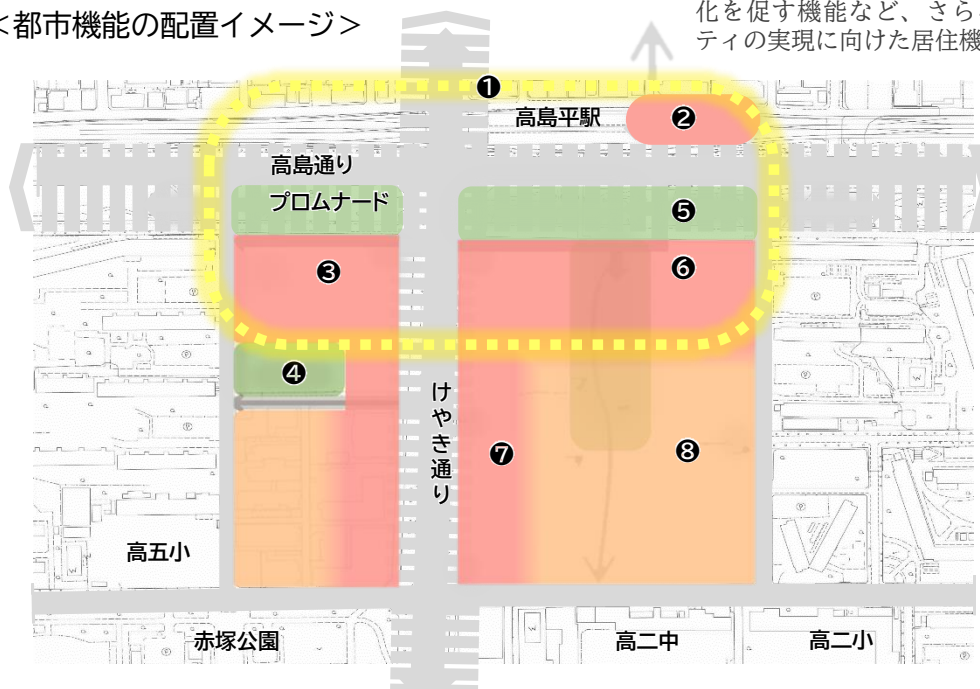 <都市機能の配置イメージ>
化を促す機能など、さら
ティの実現に向けた居住機
❶
高島平駅
❷
高島通り
プロムナード
❺
❸
❻
❹
けやき通り
❼
❽
高五小
赤塚公園
高二中
高二小